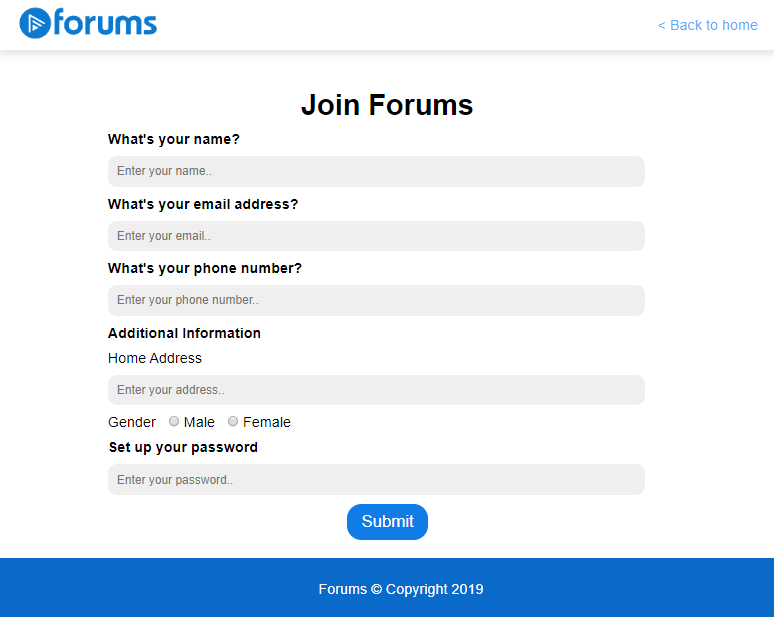 forums
< Back to home
Join Forums
What's your name?
Enter your name..
What's your email address?
Enter your email..
What's your phone number?
Enter your phone number..
Additional Information
Home Address
Enter your address..
Gender Male Female
Set up your password
Enter your password..
Submit
Forums © Copyright 2019